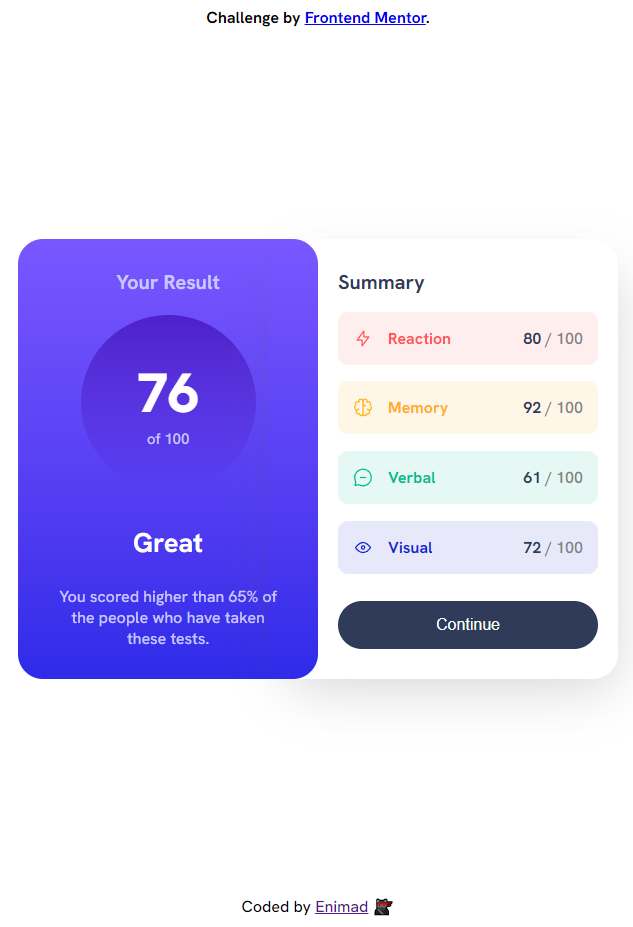 Challenge by Frontend Mentor.
Your Result
76
of 100
Great
You scored higher than 65% of
the people who have taken
these tests.
Summary
Reaction 80 / 100
Memory 92 / 100
Verbal 61 / 100
Visual 72 / 100
Continue
Coded by Enimad